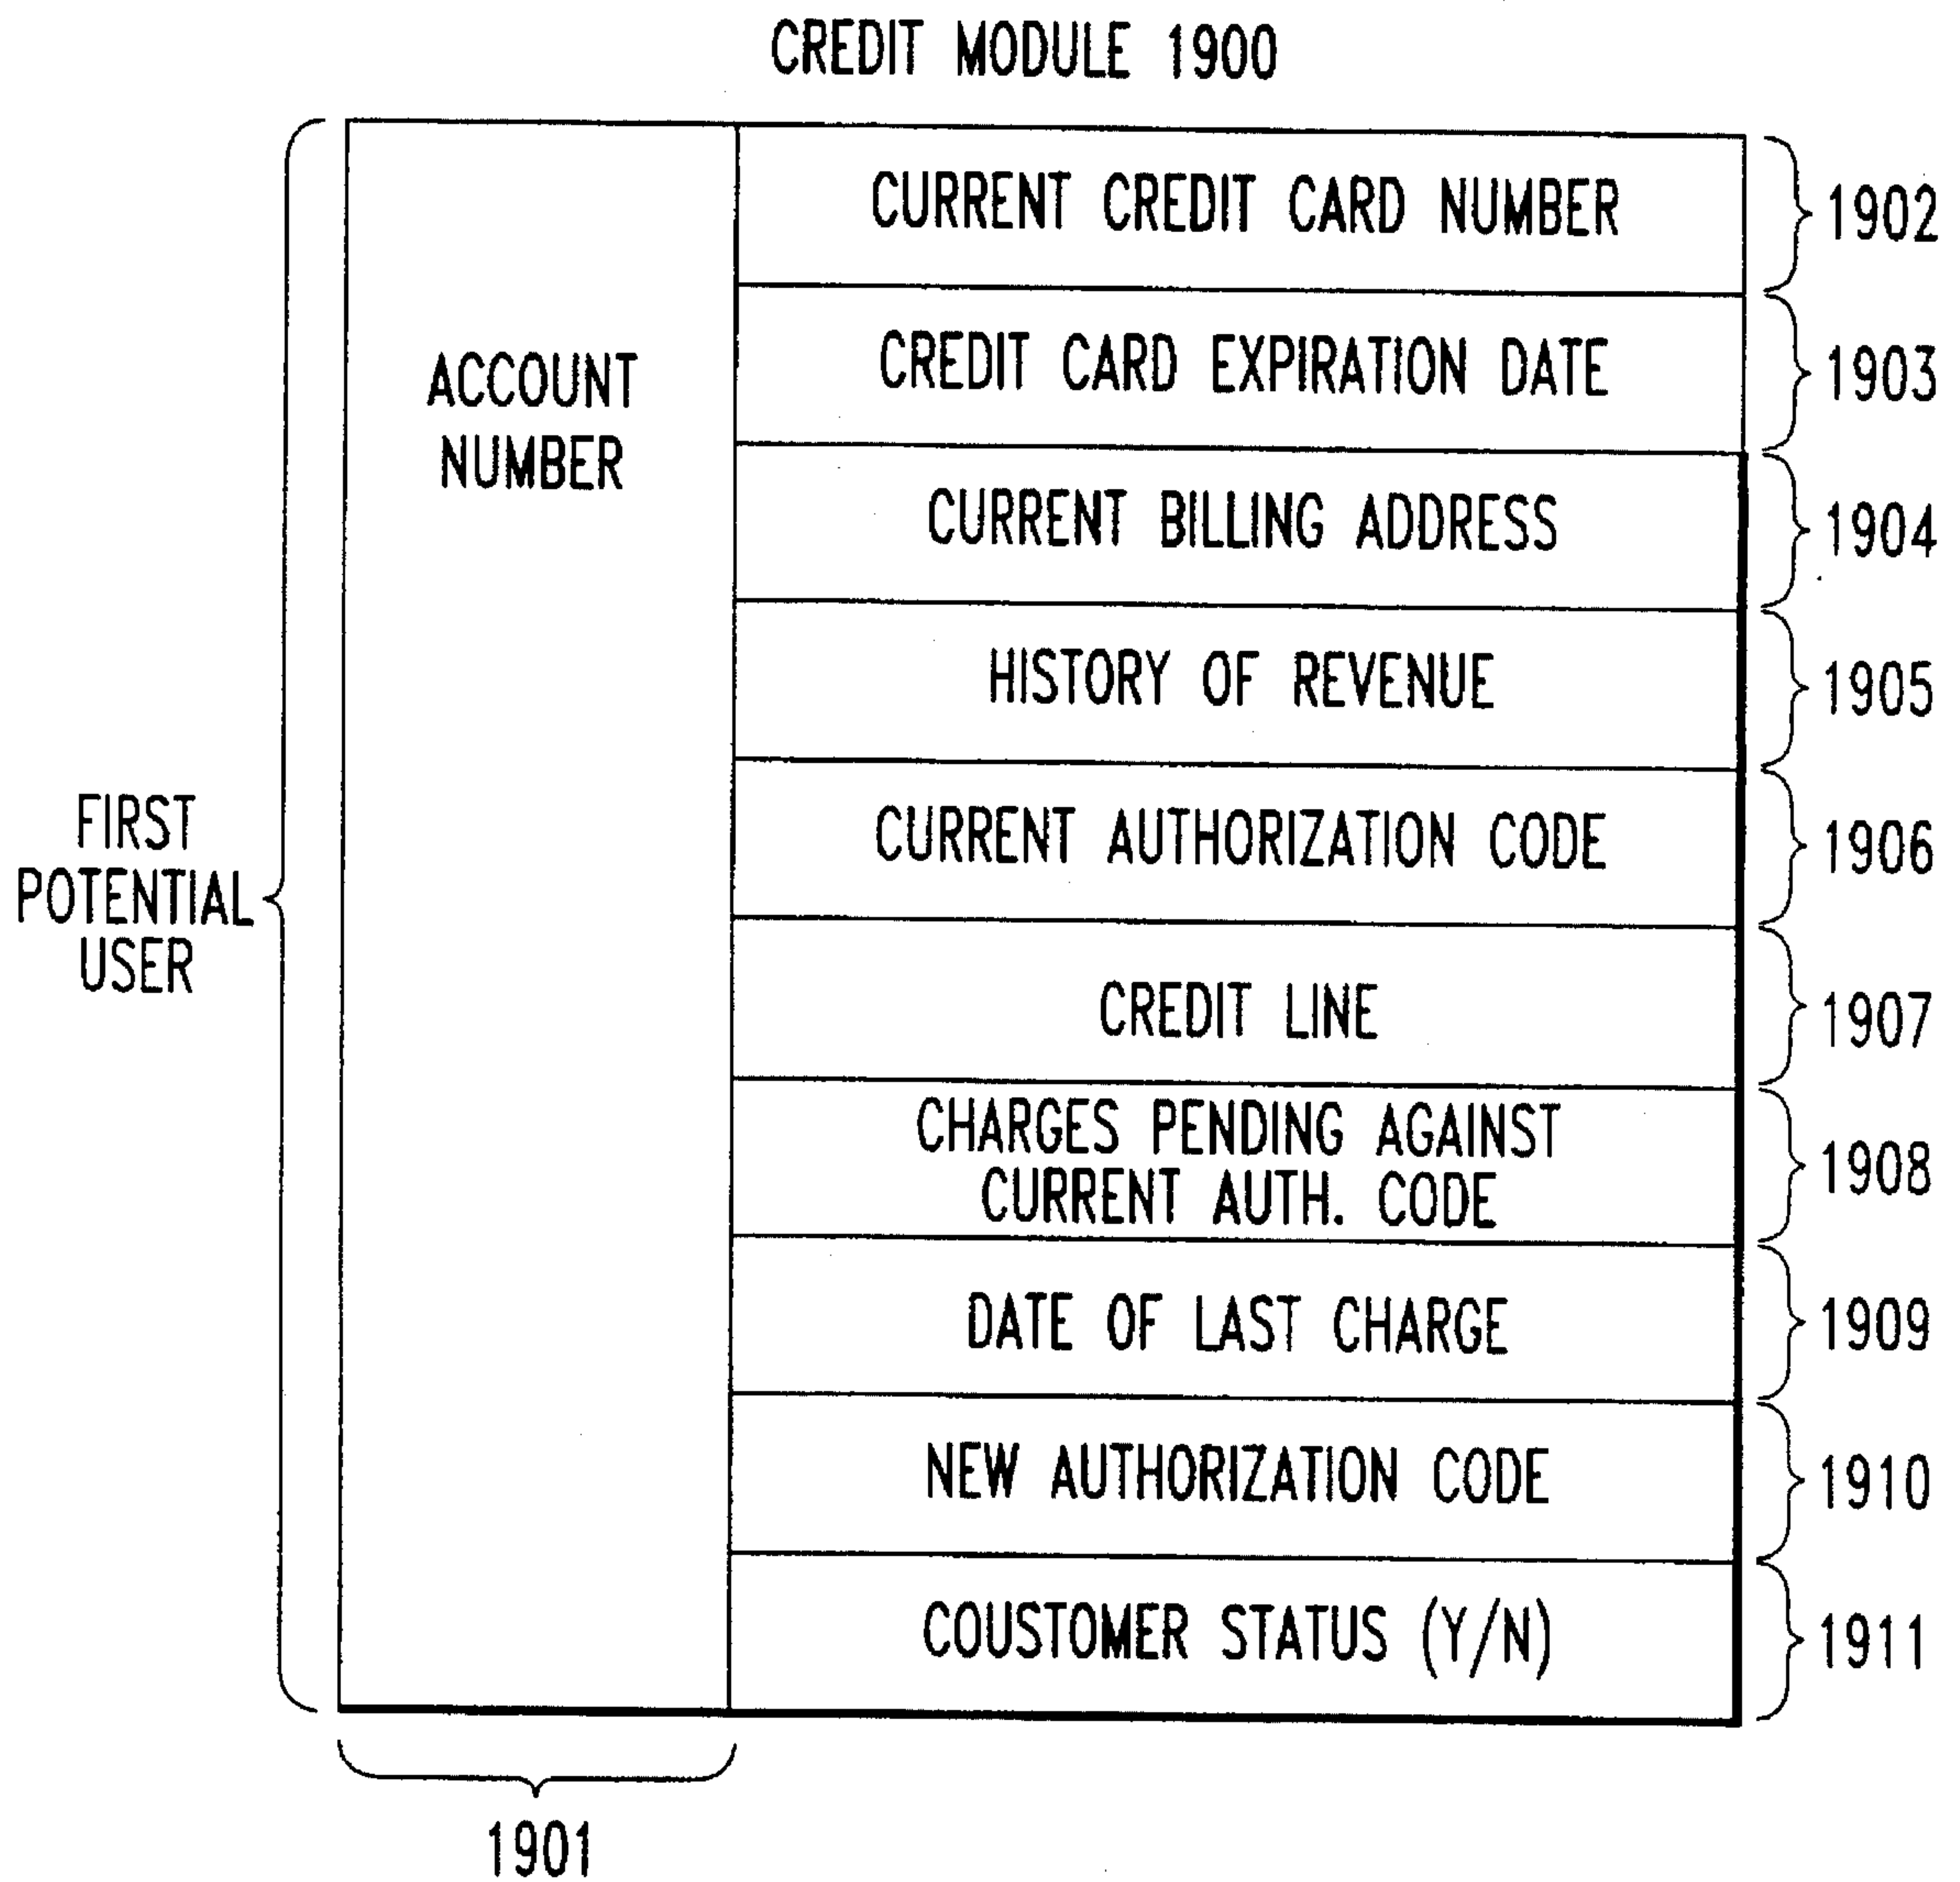 CREDIT MODULE 1900
CURRENT CREDIT CARD NUMBER
1902
CREDIT CARD EXPIRATION DATE
1903
ACCOUNT
NUMBER
CURRENT BILLING ADDRESS
1904
HISTORY OF REVENUE
1905
FIRST
POTENTIAL
USER
CURRENT AUTHORIZATION CODE
1906
CREDIT LINE
1907
CHARGES PENDING AGAINST
CURRENT AUTH. CODE
1908
DATE OF LAST CHARGE
1909
NEW AUTHORIZATION CODE
1910
COUSTOMER STATUS (Y/N)
1911
1901